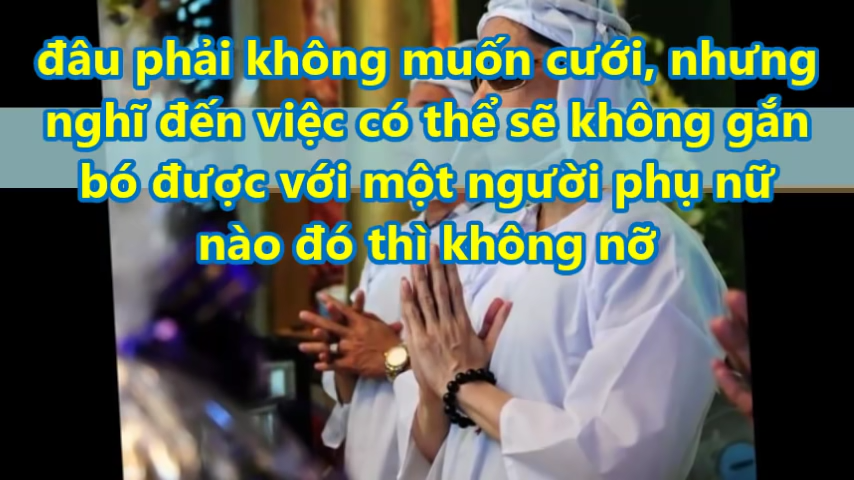 đâu phải không muốn cưới, nhưng
nghĩ đến việc có thể sẽ không gắn
bó được với một người phụ nữ
nào đó thì không nỡ